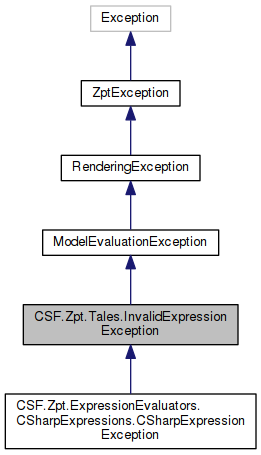 Exception
ZptException
RenderingException
ModelEvaluationException
CSF.Zpt.Tales.InvalidExpression
Exception
CSF.Zpt.ExpressionEvaluators.
CSharpExpressions.CSharpExpression
Exception